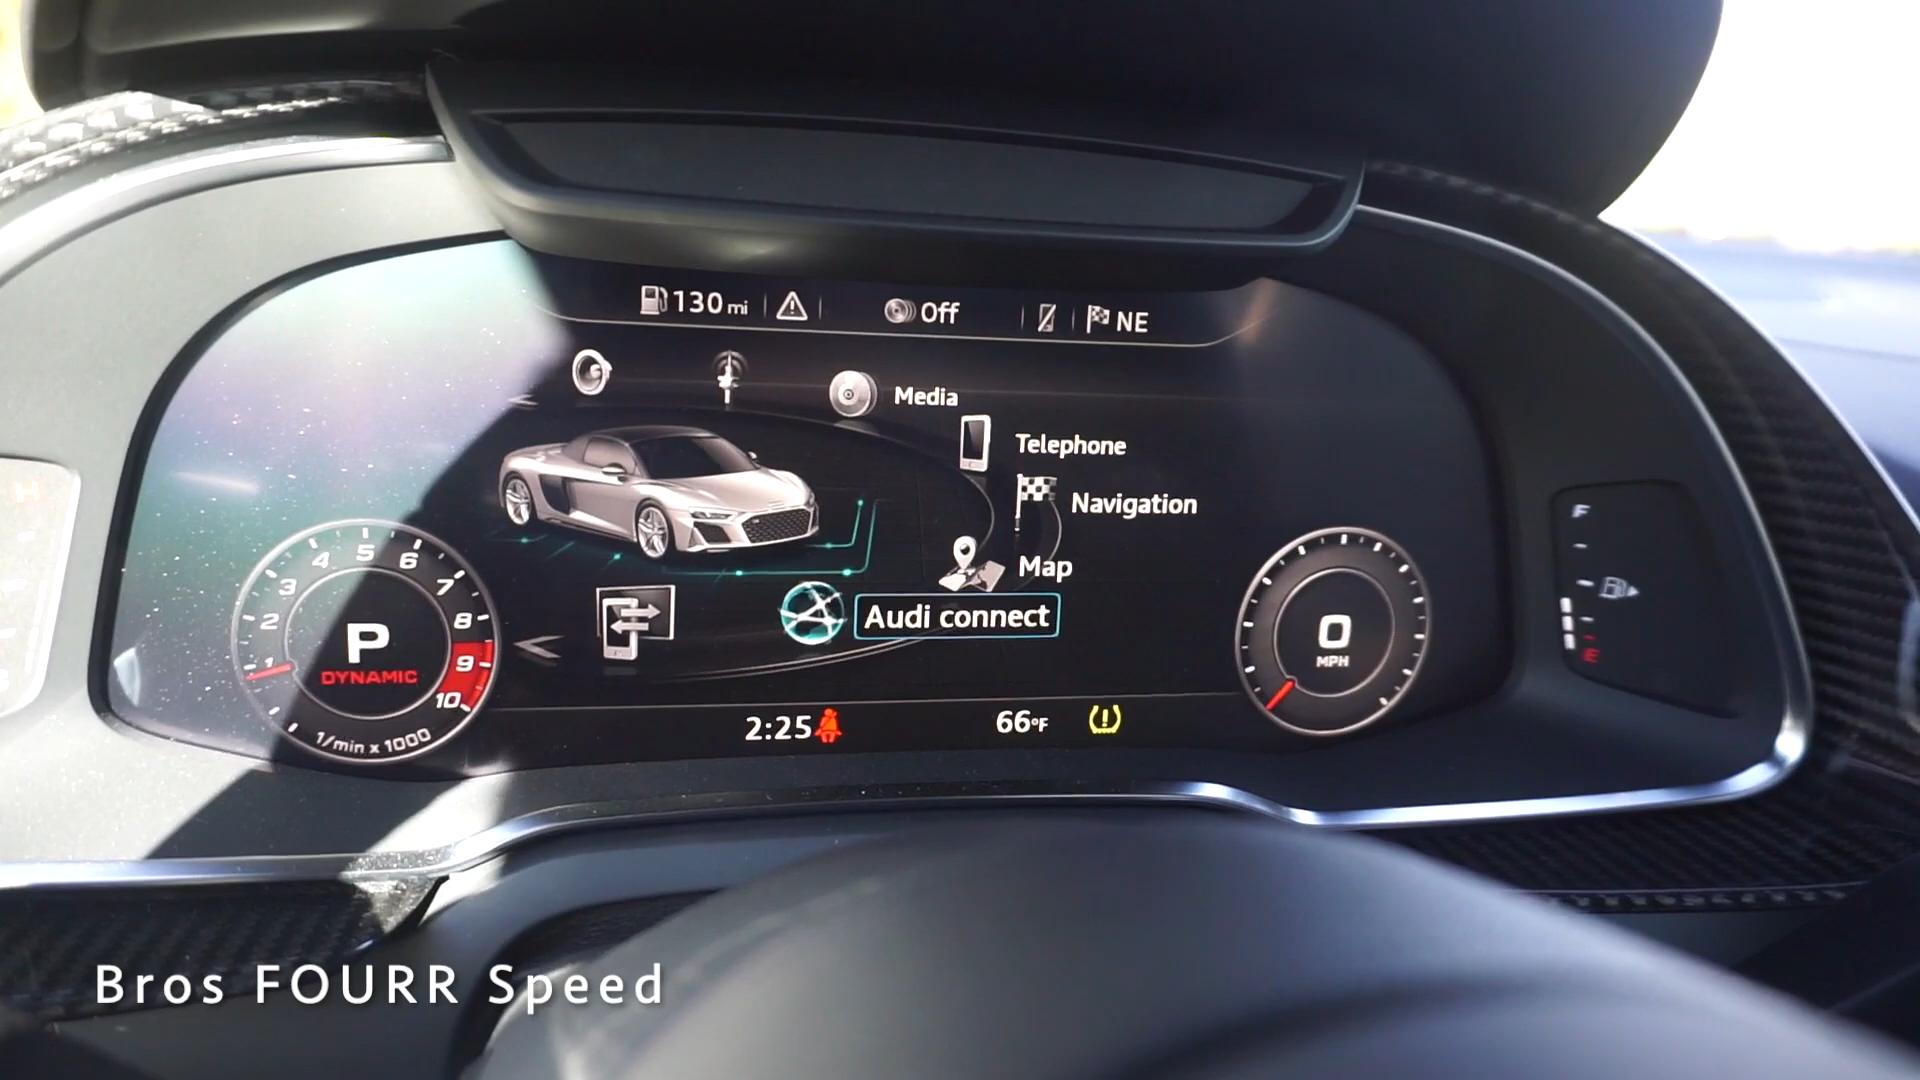 130 mi
Off
NE
Media
Telephone
Navigation
Map
Audi connect
1 2 3 4 5 6 7 8 9 10
P
DYNAMIC
1/min x 1000
0
MPH
F
E
2:25
66°F
Bros FOURR Speed